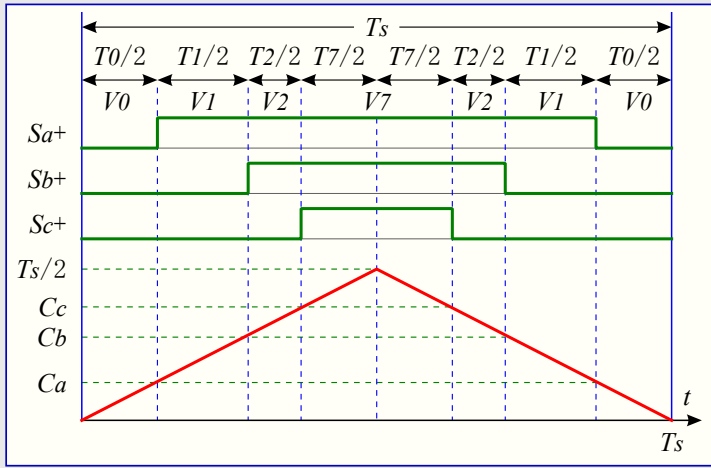 Ts
T0/2 T1/2 T2/2 T7/2 T7/2 T2/2 T1/2 T0/2
V0 V1 V2 V7 V2 V1 V0
Sa+
Sb+
Sc+
Ts/2
Cc
Cb
Ca
t
Ts